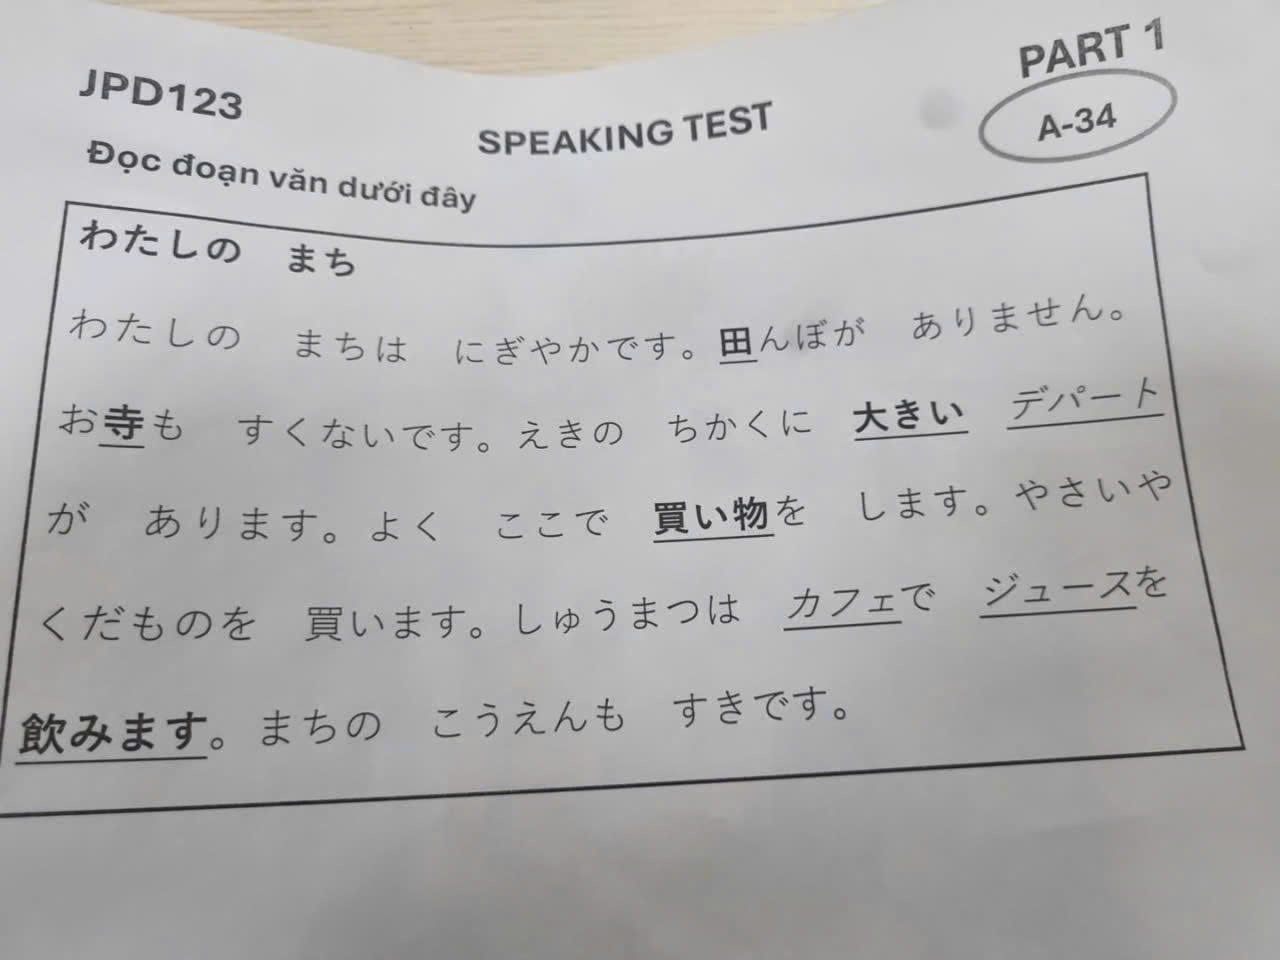 PART 1
JPD123
SPEAKING TEST
A-34
Đọc đoạn văn dưới đây
わたしの　まち
わたしの　まちは　にぎやかです。田んぼが　ありません。
お寺も　すくないです。えきの　ちかくに　大きい　デパート
が　あります。よく　ここで　買い物を　します。やさいや
くだものを　買います。しゅうまつは　カフェで　ジュースを
飲みます。まちの　こうえんも　すきです。